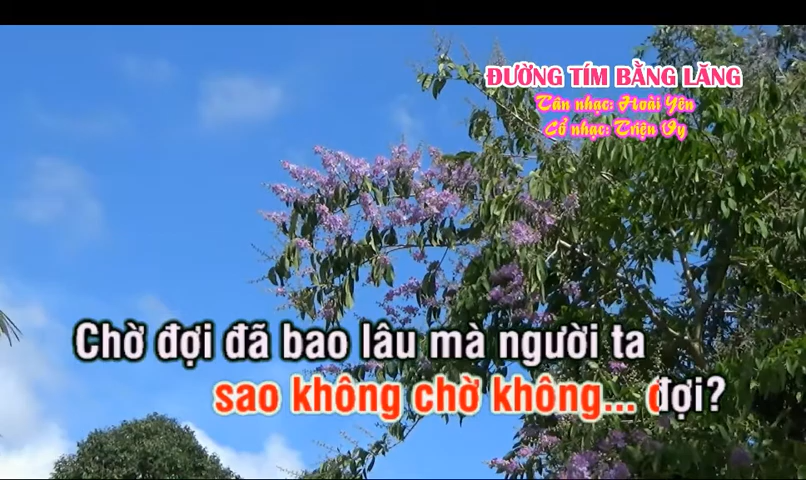 ĐƯỜNG TÍM BẰNG LĂNG
Tân nhạc: Hoài Yên
Cổ nhạc: Triệu Vy
Chờ đợi đã bao lâu mà người ta
sao không chờ không... đợi?